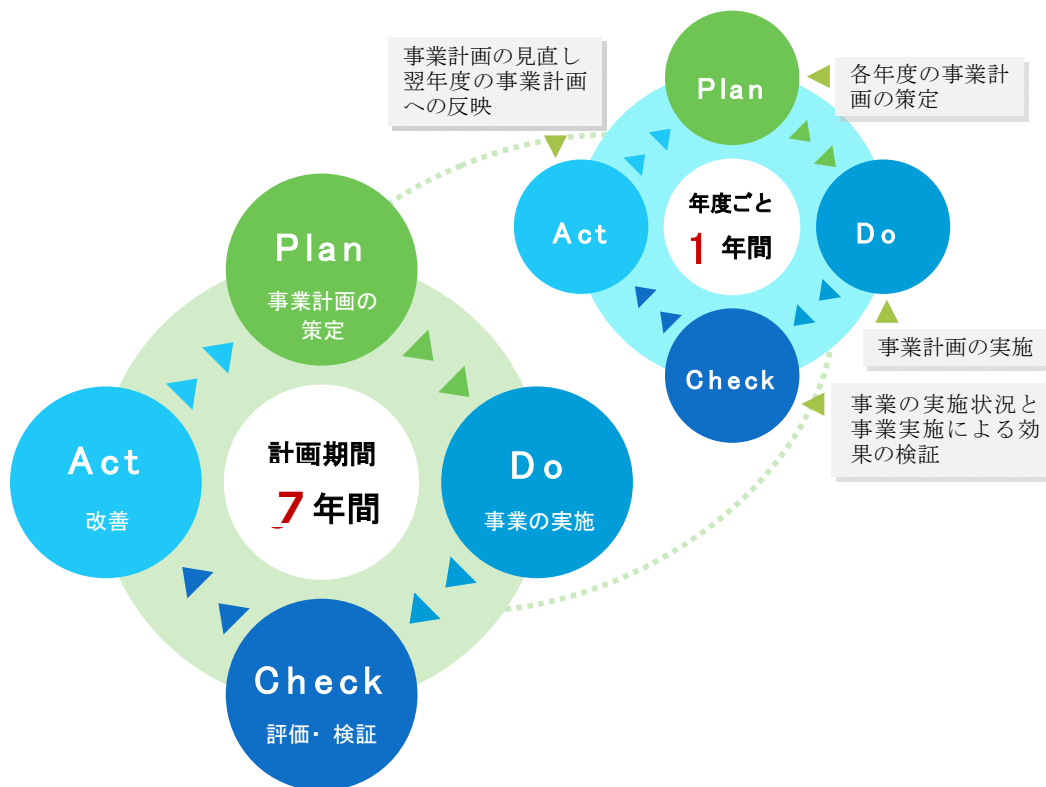 事業計画の見直し
翌年度の事業計画
への反映
Plan
各年度の事業計
画の策定
Act
年度ごと
1 年間
Do
Check
事業計画の実施
事業の実施状況と
事業実施による効
果の検証
Plan
事業計画の
策定
Act
改善
計画期間
7 年間
Do
事業の実施
Check
評価・検証